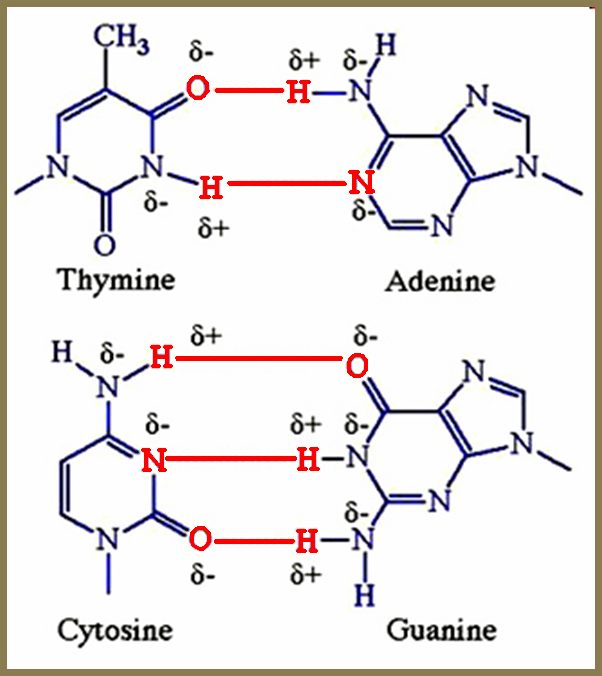 CH₃ δ- δ+ δ- H
O H N N
N N H N N N
δ- δ+ δ-
O
Thymine Adenine
H δ- H δ+ δ- O N
N
δ- δ+ δ-
N H N N
N
δ-
N O H N
δ- δ+
H
Cytosine Guanine